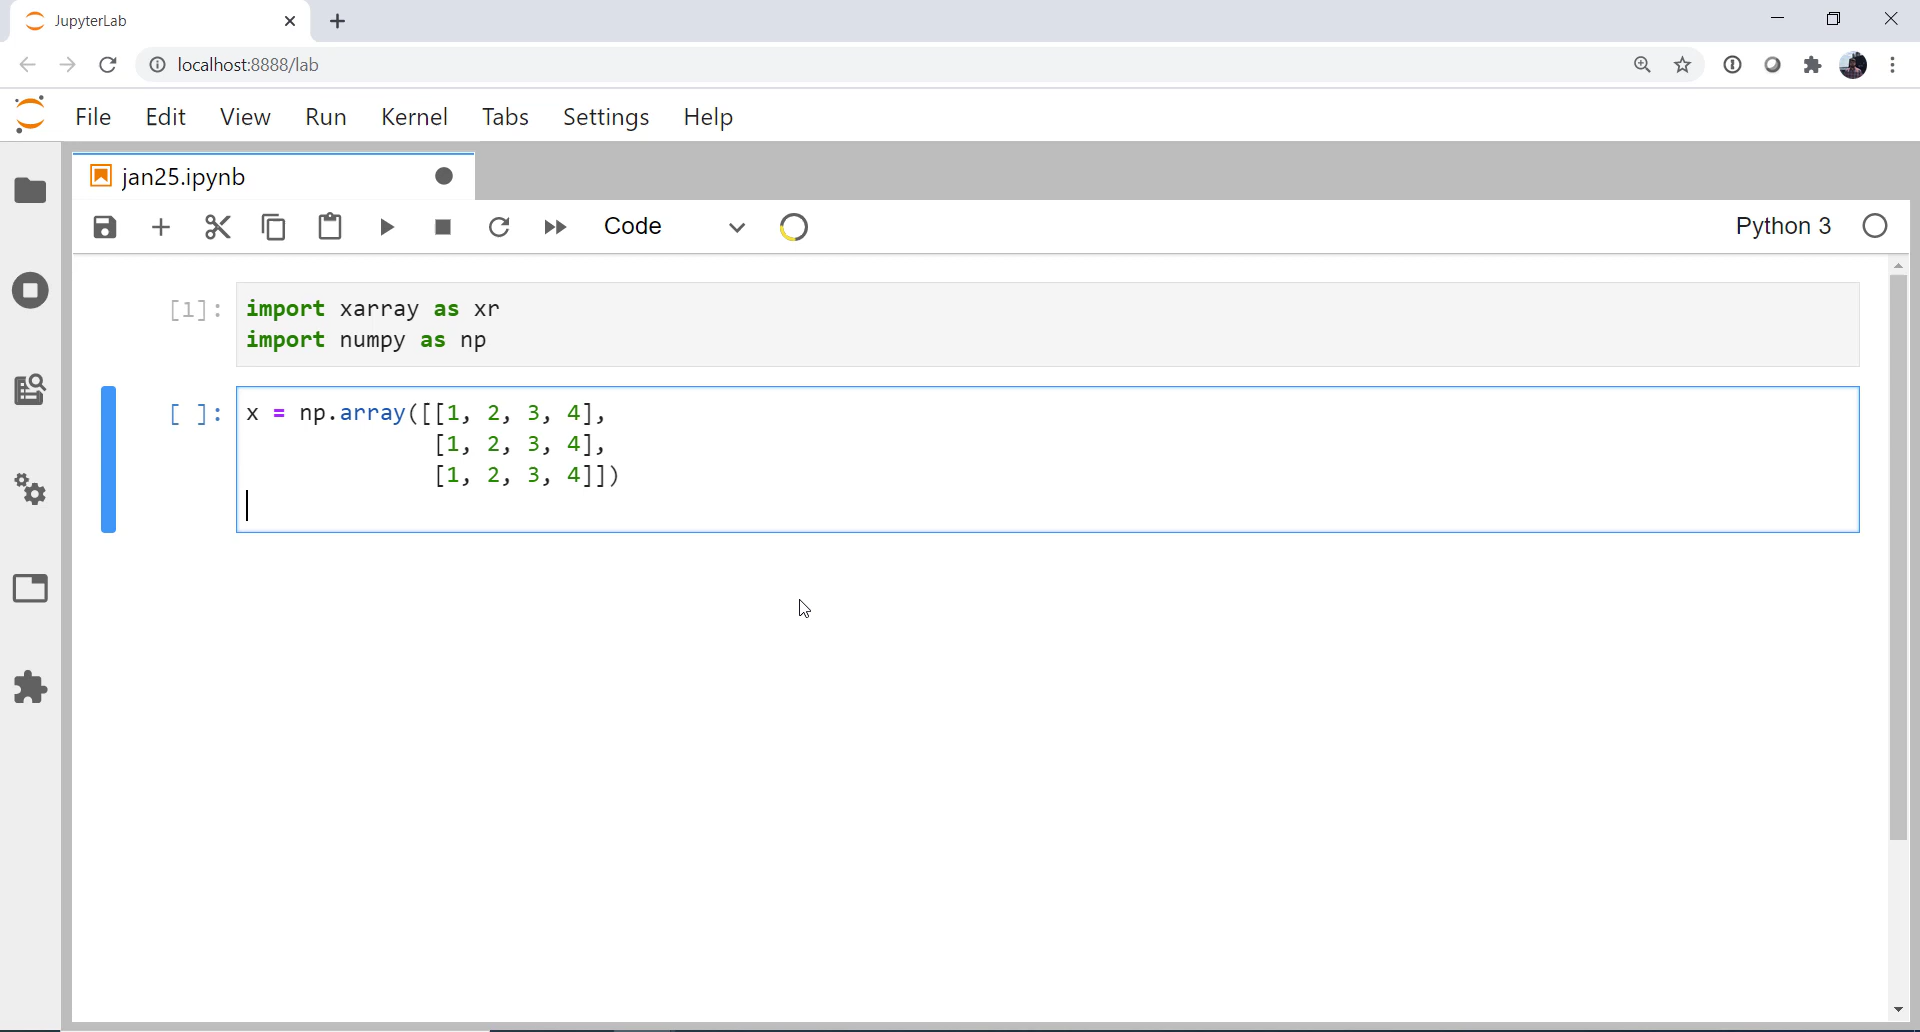 JupyterLab
localhost:8888/lab
File Edit View Run Kernel Tabs Settings Help
jan25.ipynb
Code Python 3
[1]: import xarray as xr
import numpy as np
[ ]: x = np.array([[1, 2, 3, 4],
[1, 2, 3, 4],
[1, 2, 3, 4]])